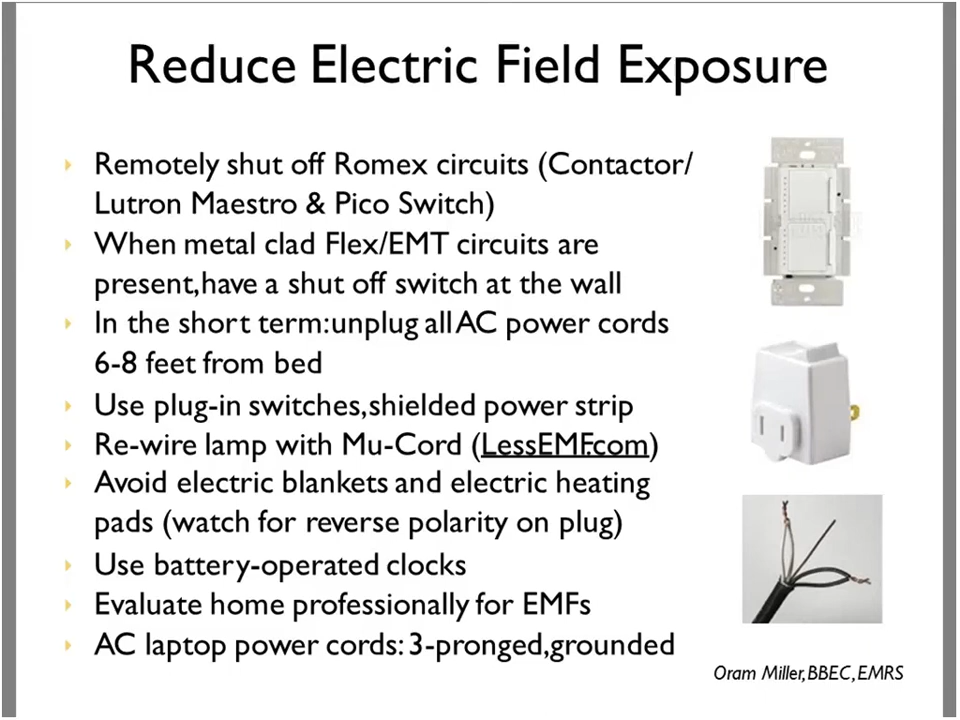 Reduce Electric Field Exposure
Remotely shut off Romex circuits (Contactor/
Lutron Maestro & Pico Switch)
When metal clad Flex/EMT circuits are
present,have a shut off switch at the wall
In the short term:unplug all AC power cords
6-8 feet from bed
Use plug-in switches,shielded power strip
Re-wire lamp with Mu-Cord (LessEMF.com)
Avoid electric blankets and electric heating
pads (watch for reverse polarity on plug)
Use battery-operated clocks
Evaluate home professionally for EMFs
AC laptop power cords: 3-pronged,grounded
Oram Miller,BBEC,EMRS